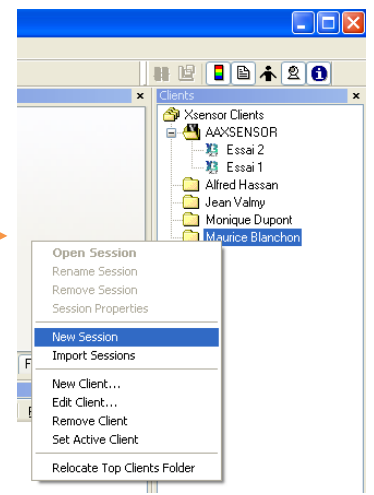 Clients
Xsensor Clients
AAXSENSOR
Essai 2
Essai 1
Alfred Hassan
Jean Valmy
Monique Dupont
Maurice Blanchon
Open Session
Rename Session
Remove Session
Session Properties
New Session
Import Sessions
New Client...
Edit Client...
Remove Client
Set Active Client
Relocate Top Clients Folder